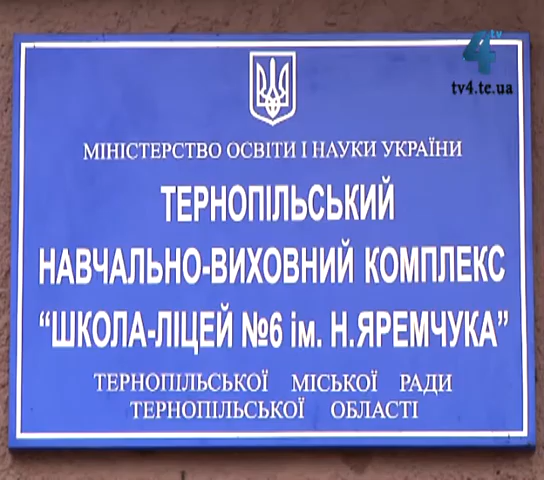 4 tv
tv4.te.ua
МІНІСТЕРСТВО ОСВІТИ І НАУКИ УКРАЇНИ
ТЕРНОПІЛЬСЬКИЙ
НАВЧАЛЬНО-ВИХОВНИЙ КОМПЛЕКС
“ШКОЛА-ЛІЦЕЙ №6 ім. Н.ЯРЕМЧУКА”
ТЕРНОПІЛЬСЬКОЇ МІСЬКОЇ РАДИ
ТЕРНОПІЛЬСЬКОЇ ОБЛАСТІ